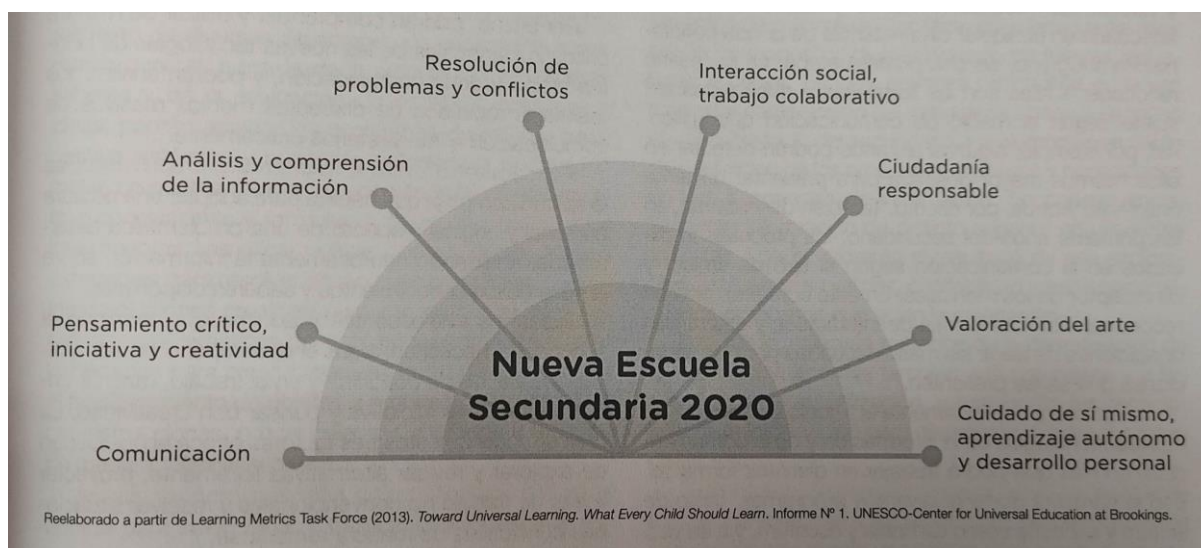 Resolución de
problemas y conflictos
Interacción social,
trabajo colaborativo
Análisis y comprensión
de la información
Ciudadanía
responsable
Pensamiento crítico,
iniciativa y creatividad
Valoración del arte
Nueva Escuela
Secundaria 2020
Comunicación
Cuidado de sí mismo,
aprendizaje autónomo
y desarrollo personal
Reelaborado a partir de Learning Metrics Task Force (2013). Toward Universal Learning. What Every Child Should Learn. Informe Nº 1. UNESCO-Center for Universal Education at Brookings.